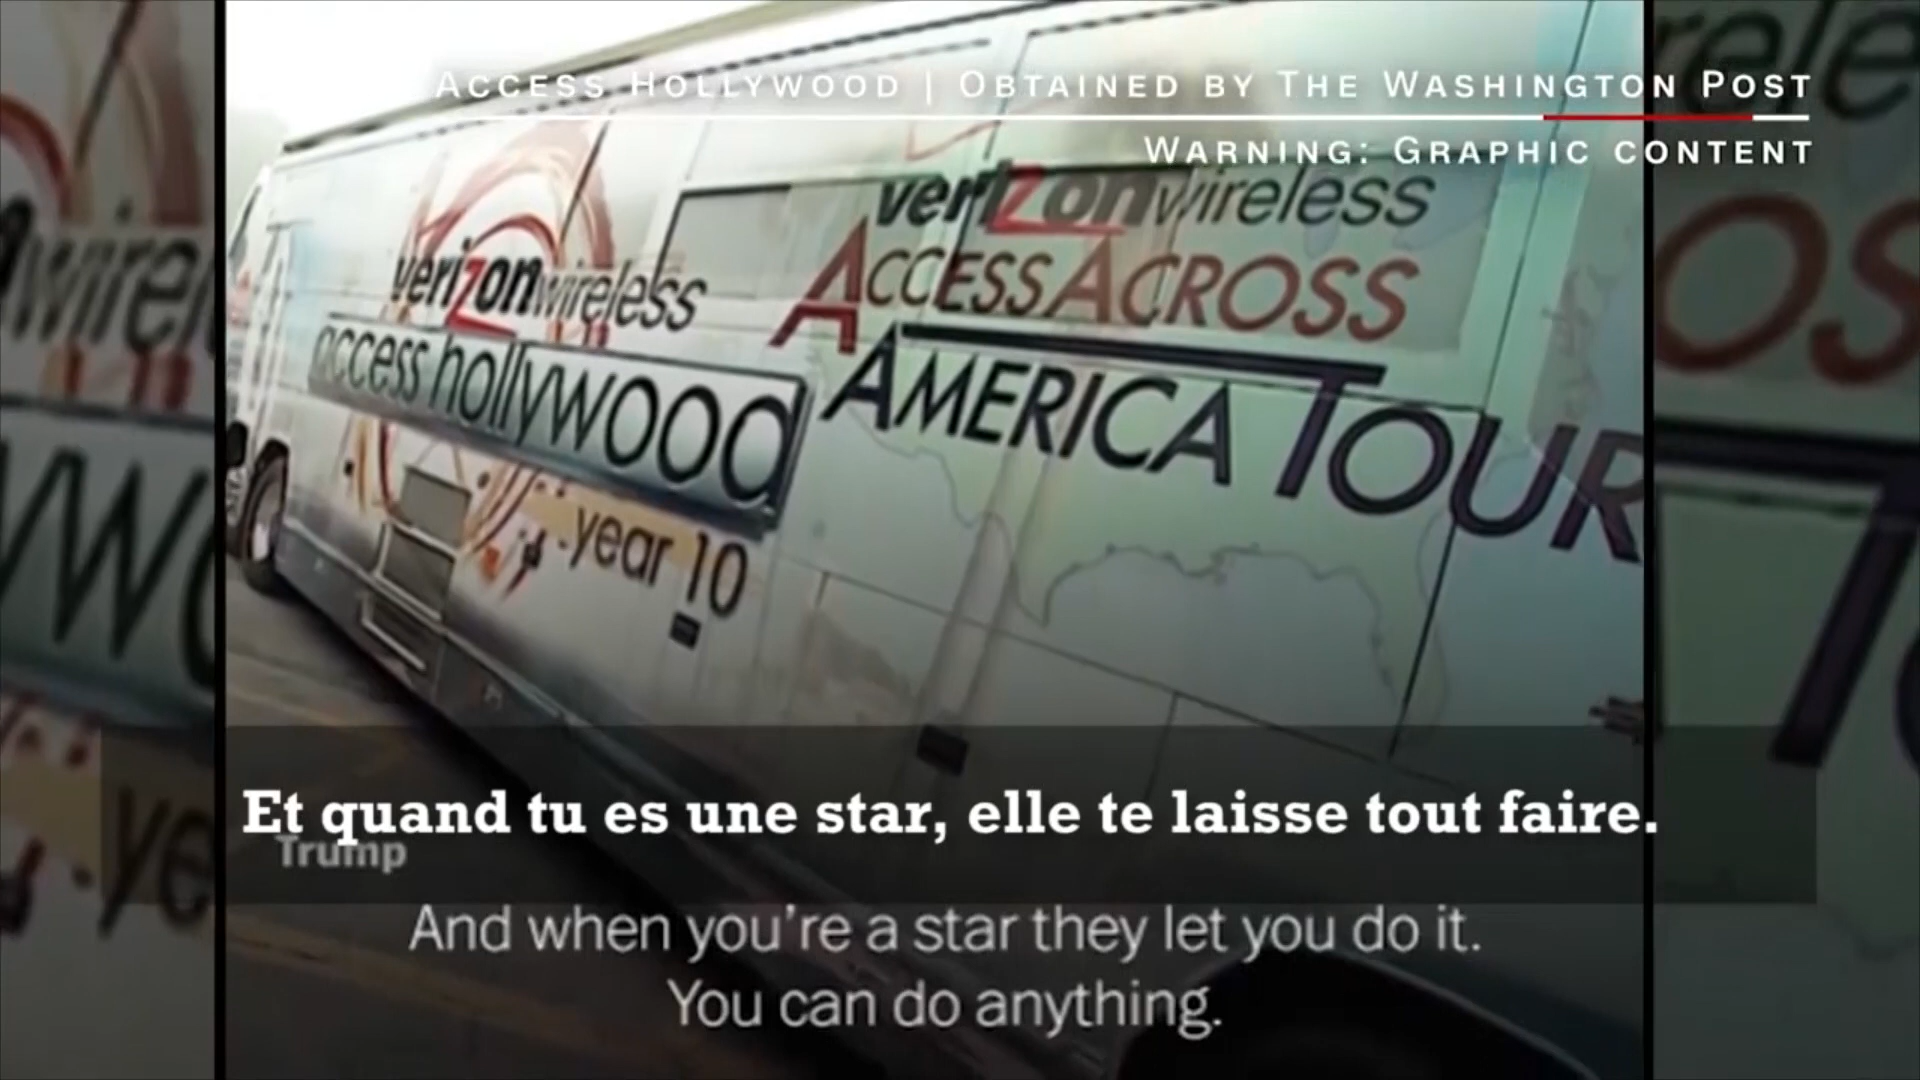 ACCESS HOLLYWOOD | OBTAINED BY THE WASHINGTON POST
WARNING: GRAPHIC CONTENT
verizonwireless
ACCESS ACROSS
AMERICA TOUR
verizonwireless
access hollywood
year 10
Et quand tu es une star, elle te laisse tout faire.
Trump
And when you're a star they let you do it.
You can do anything.